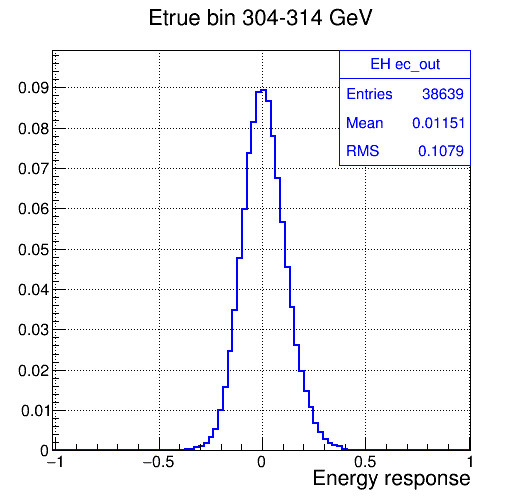 Etrue bin 304-314 GeV
EH ec_out
Entries 38639
Mean 0.01151
RMS 0.1079
0.09
0.08
0.07
0.06
0.05
0.04
0.03
0.02
0.01
0
−1 −0.5 0 0.5 1
Energy response